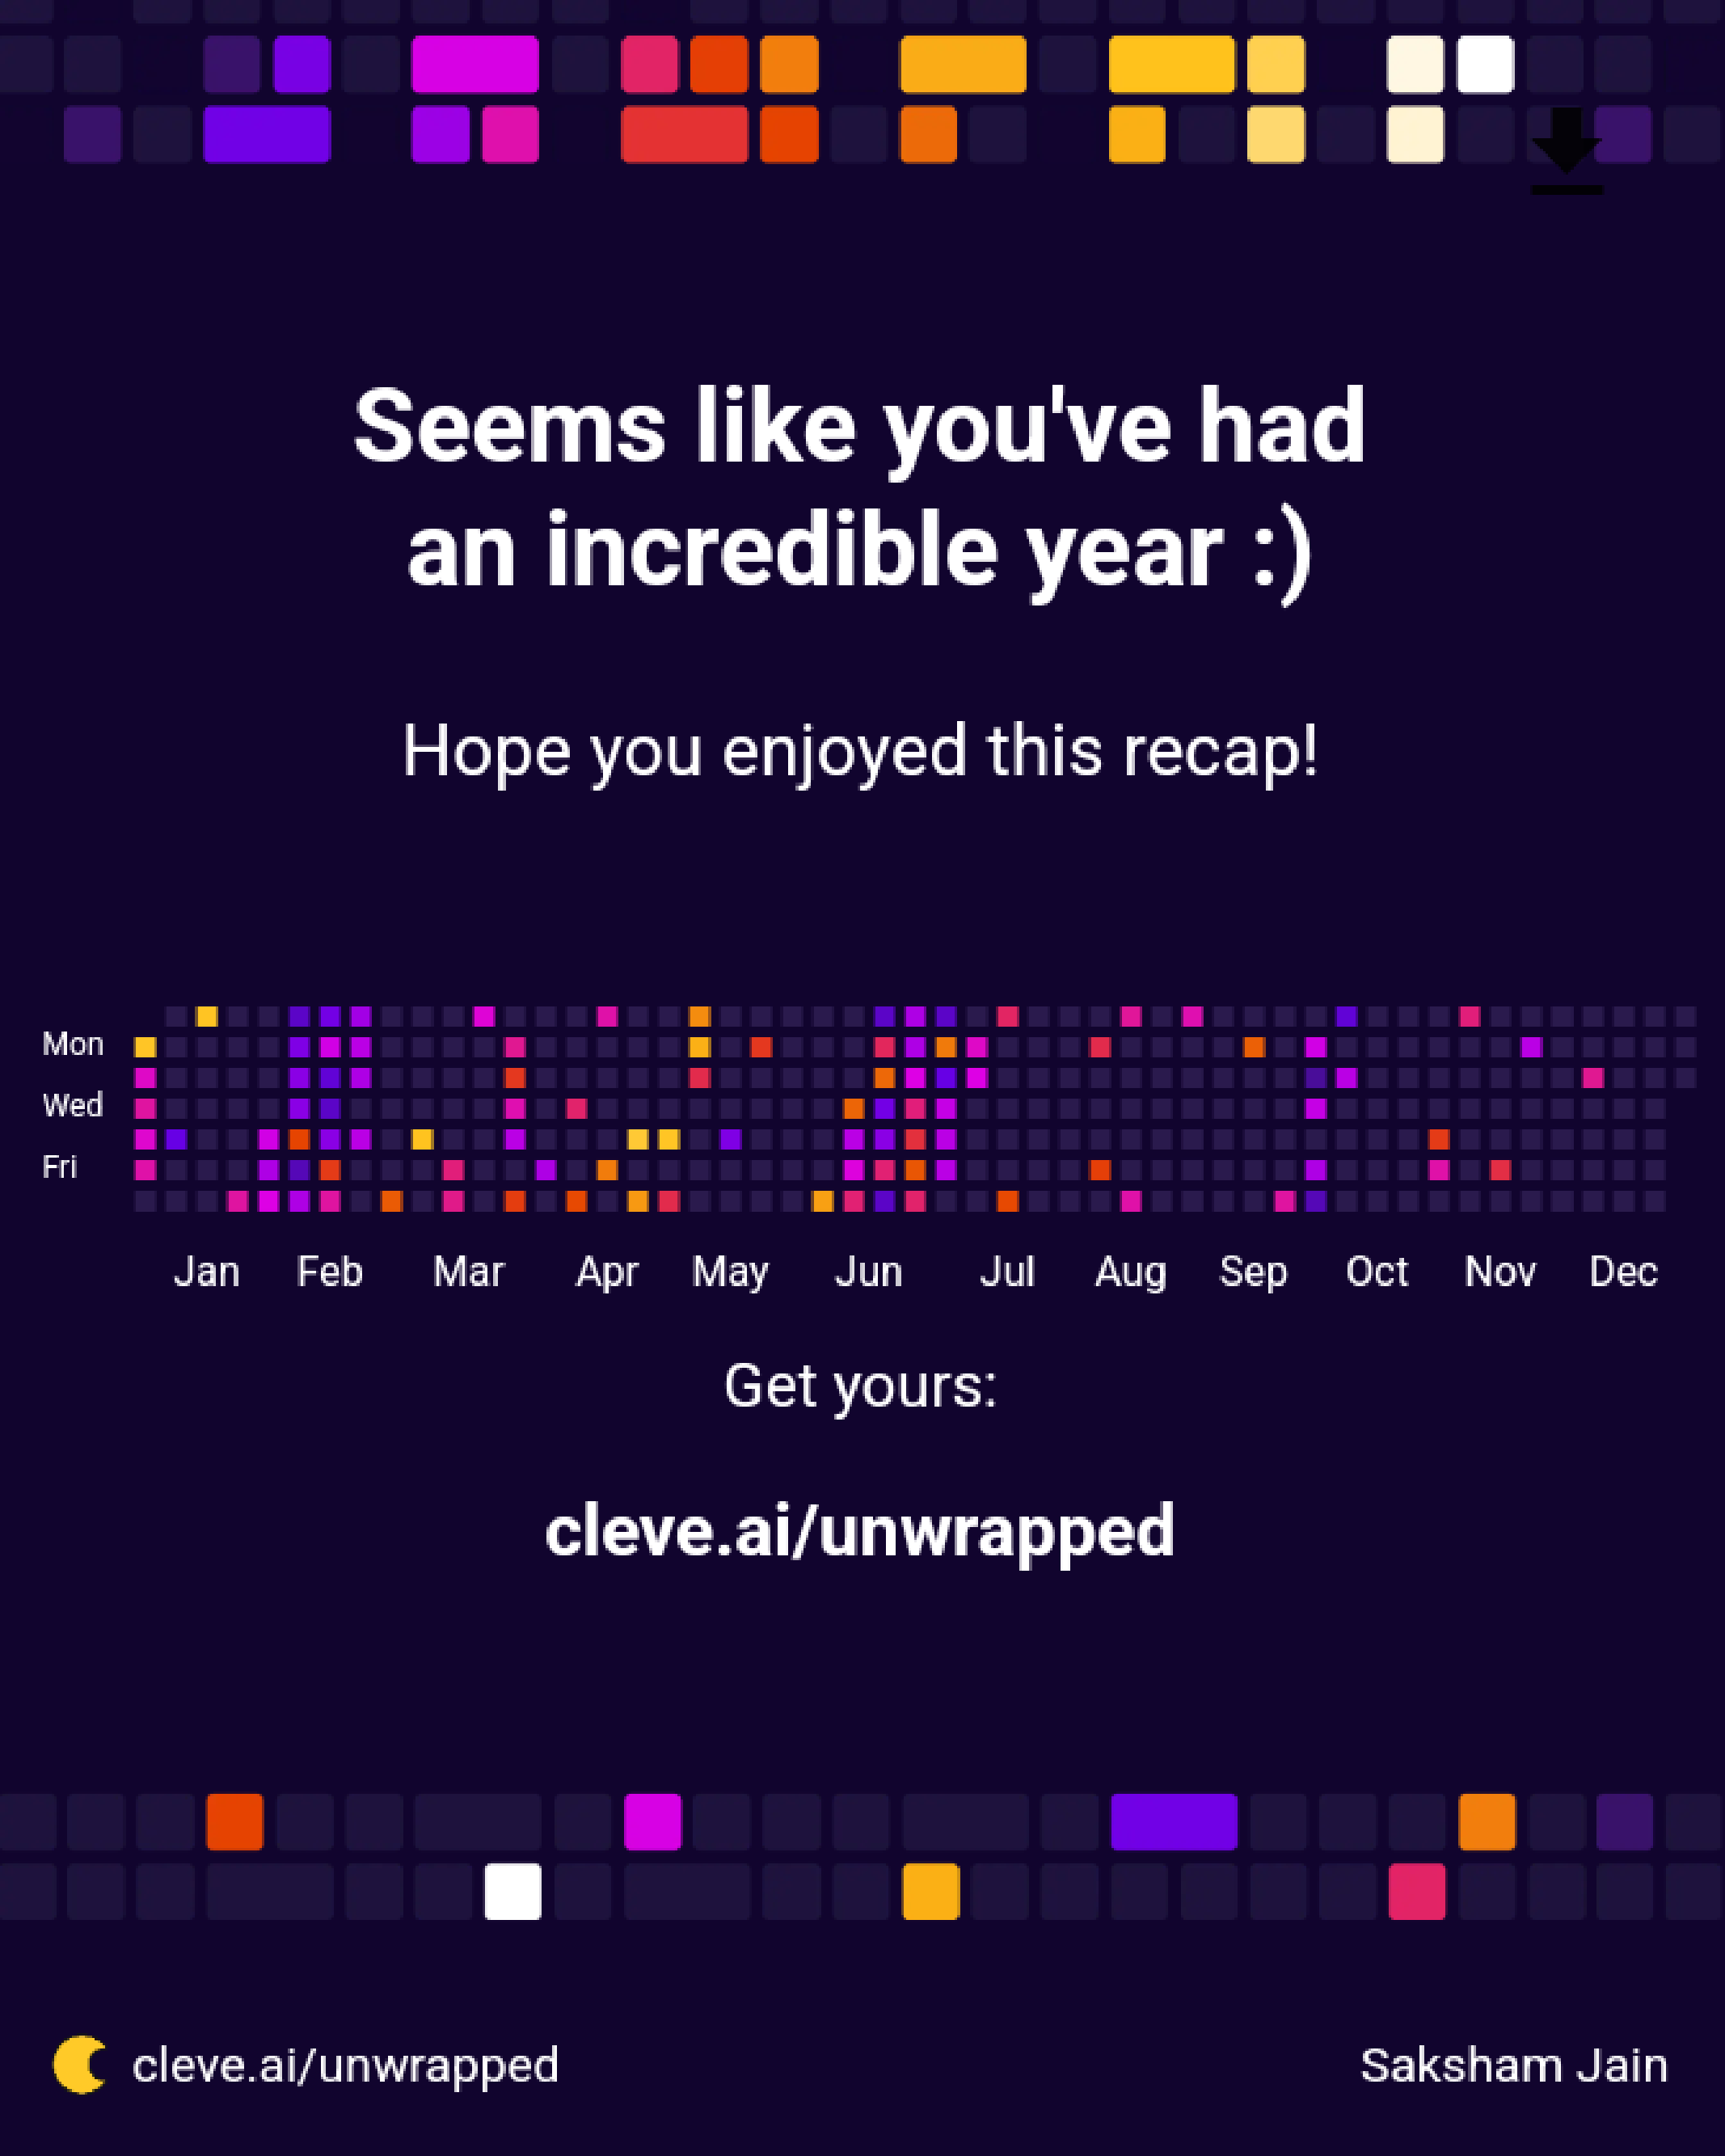 Seems like you've had
an incredible year :)
Hope you enjoyed this recap!
Mon
Wed
Fri
Jan Feb Mar Apr May Jun Jul Aug Sep Oct Nov Dec
Get yours:
cleve.ai/unwrapped
cleve.ai/unwrapped
Saksham Jain